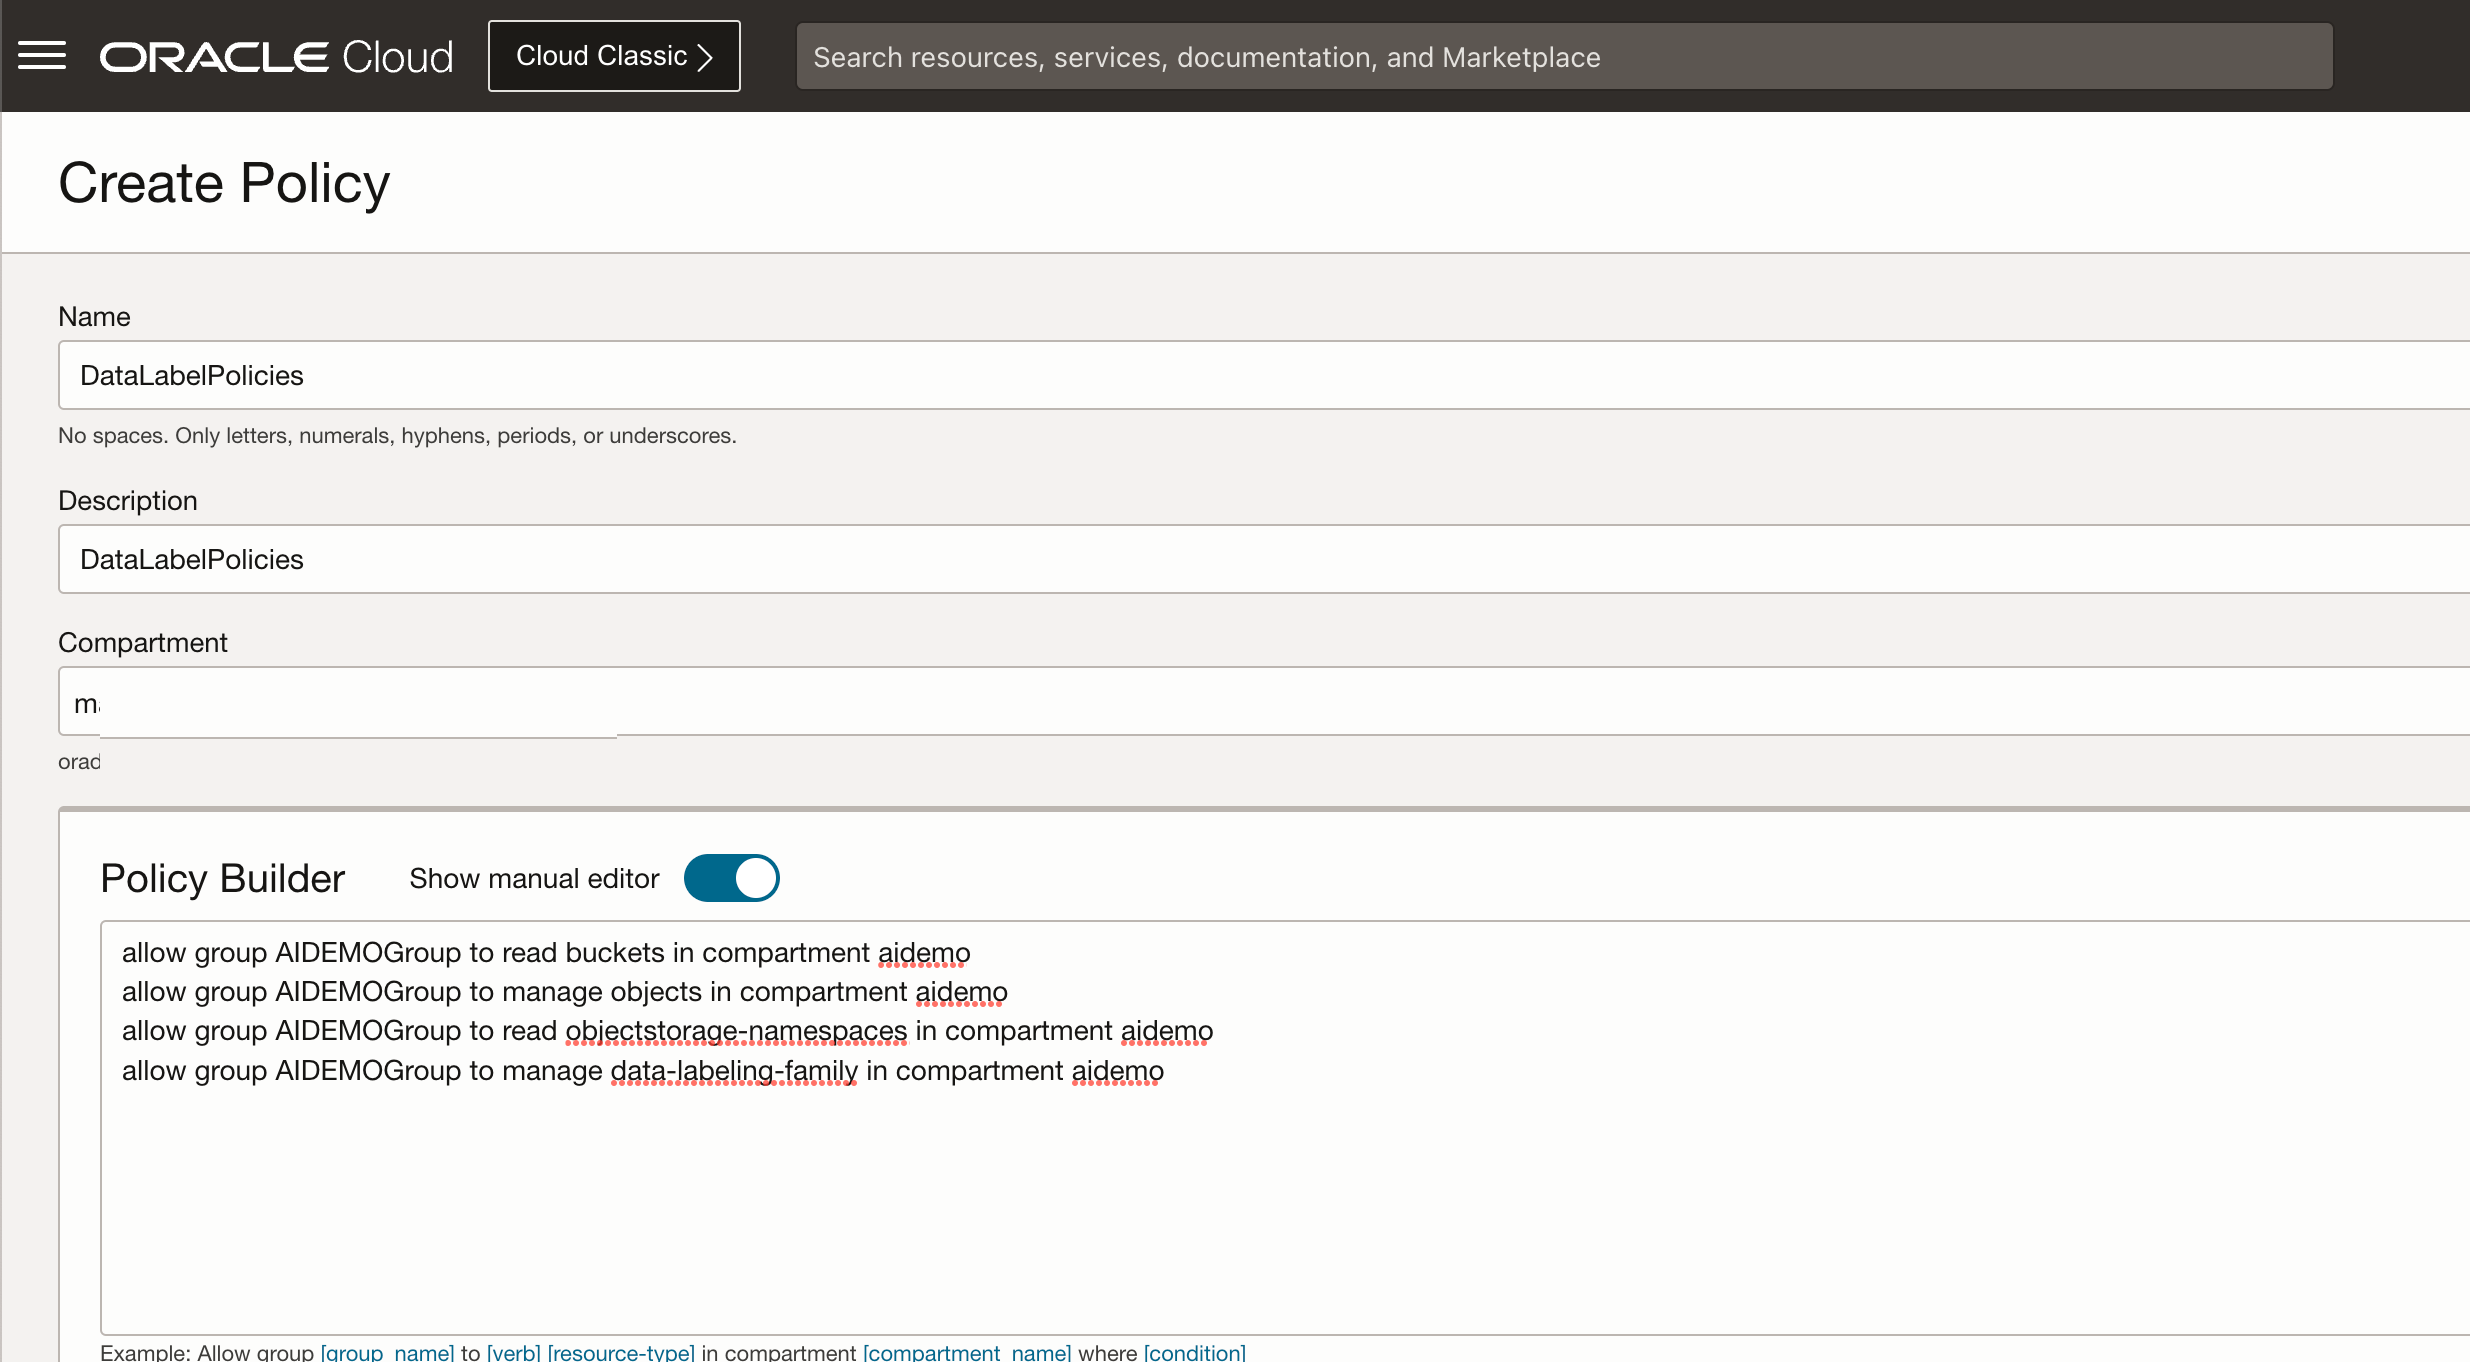 ORACLE Cloud
Cloud Classic >
Search resources, services, documentation, and Marketplace
Create Policy
Name
DataLabelPolicies
No spaces. Only letters, numerals, hyphens, periods, or underscores.
Description
DataLabelPolicies
Compartment
Policy Builder Show manual editor
allow group AIDEMOGroup to read buckets in compartment aidemo
allow group AIDEMOGroup to manage objects in compartment aidemo
allow group AIDEMOGroup to read objectstorage-namespaces in compartment aidemo
allow group AIDEMOGroup to manage data-labeling-family in compartment aidemo
Example: Allow group [group_name] to [verb] [resource-type] in compartment [compartment_name] where [condition]